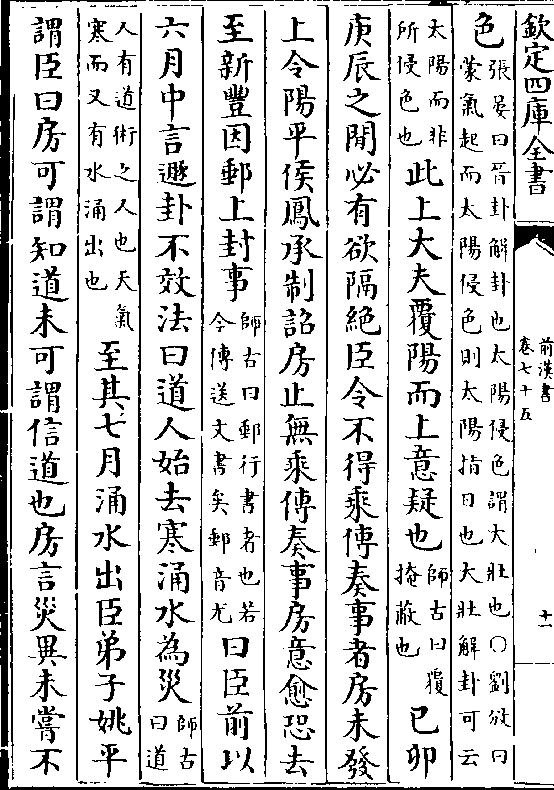 欽定四庫全書
前漢書
卷七十五
十一
色張晏曰晉卦解卦也太陽侵色謂大壯也〇劉攽曰
蒙氣起而太陽侵色則太陽指日也大壯解卦可云
太陽而非
所侵色也此上大夫覆陽而上意疑也師古曰覆
掩蔽也己卯
庚辰之間必有欲隔絶臣令不得乘傳奏事者房未發
上令陽平侯鳳承制詔房止無乘傳奏事房意愈恐去
至新豐因郵上封事師古曰郵行書者也若
今傳送文書矣郵音尤曰臣前以
六月中言遯卦不效法曰道人始去寒涌水為災師古
曰道
人有道術之人也天氣
寒而又有水涌出也至其七月涌水出臣弟子姚平
謂臣曰房可謂知道未可謂信道也房言災異未嘗不